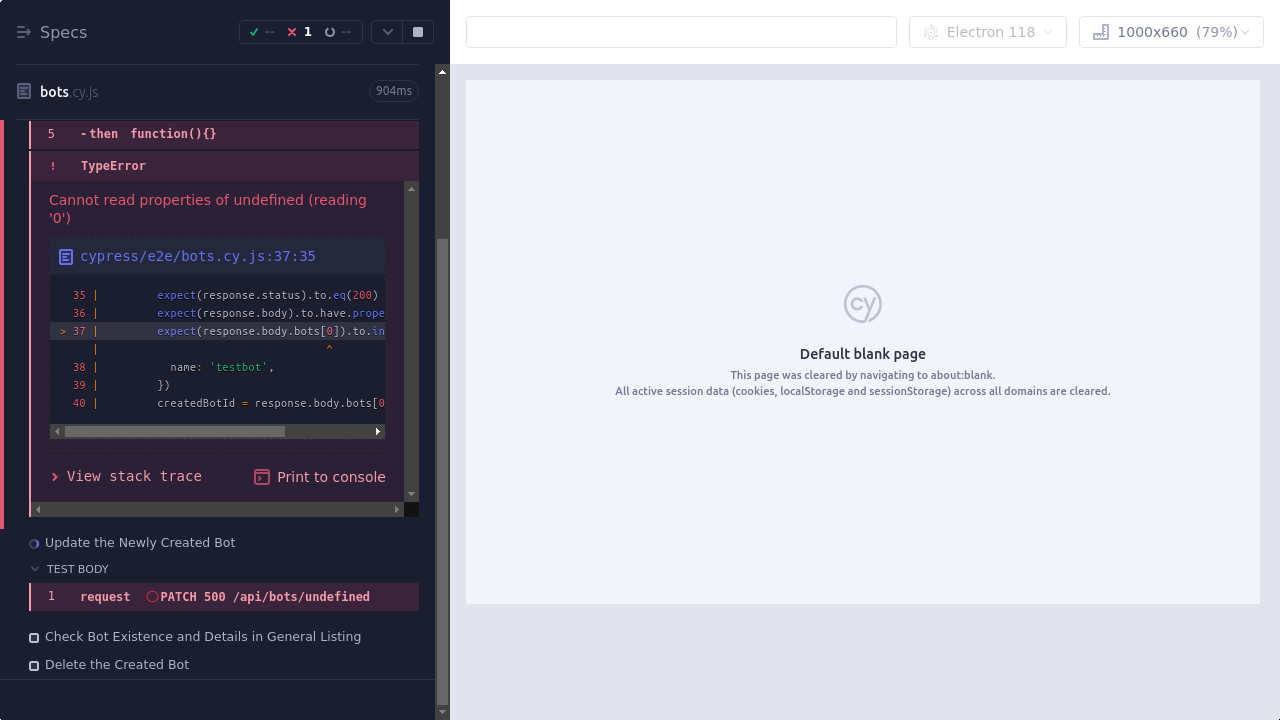 Specs
-- 1 --
Electron 118
1000x660 (79%)
bots.cy.js
904ms
5 -then function(){}
! TypeError
Cannot read properties of undefined (reading
'0')
cypress/e2e/bots.cy.js:37:35
35 | expect(response.status).to.eq(200)
36 | expect(response.body).to.have.prope
> 37 | expect(response.body.bots[0]).to.in
| ^
38 | name: 'testbot',
39 | })
40 | createdBotId = response.body.bots[0
View stack trace
Print to console
Update the Newly Created Bot
TEST BODY
1 request PATCH 500 /api/bots/undefined
Check Bot Existence and Details in General Listing
Delete the Created Bot
cy
Default blank page
This page was cleared by navigating to about:blank.
All active session data (cookies, localStorage and sessionStorage) across all domains are cleared.